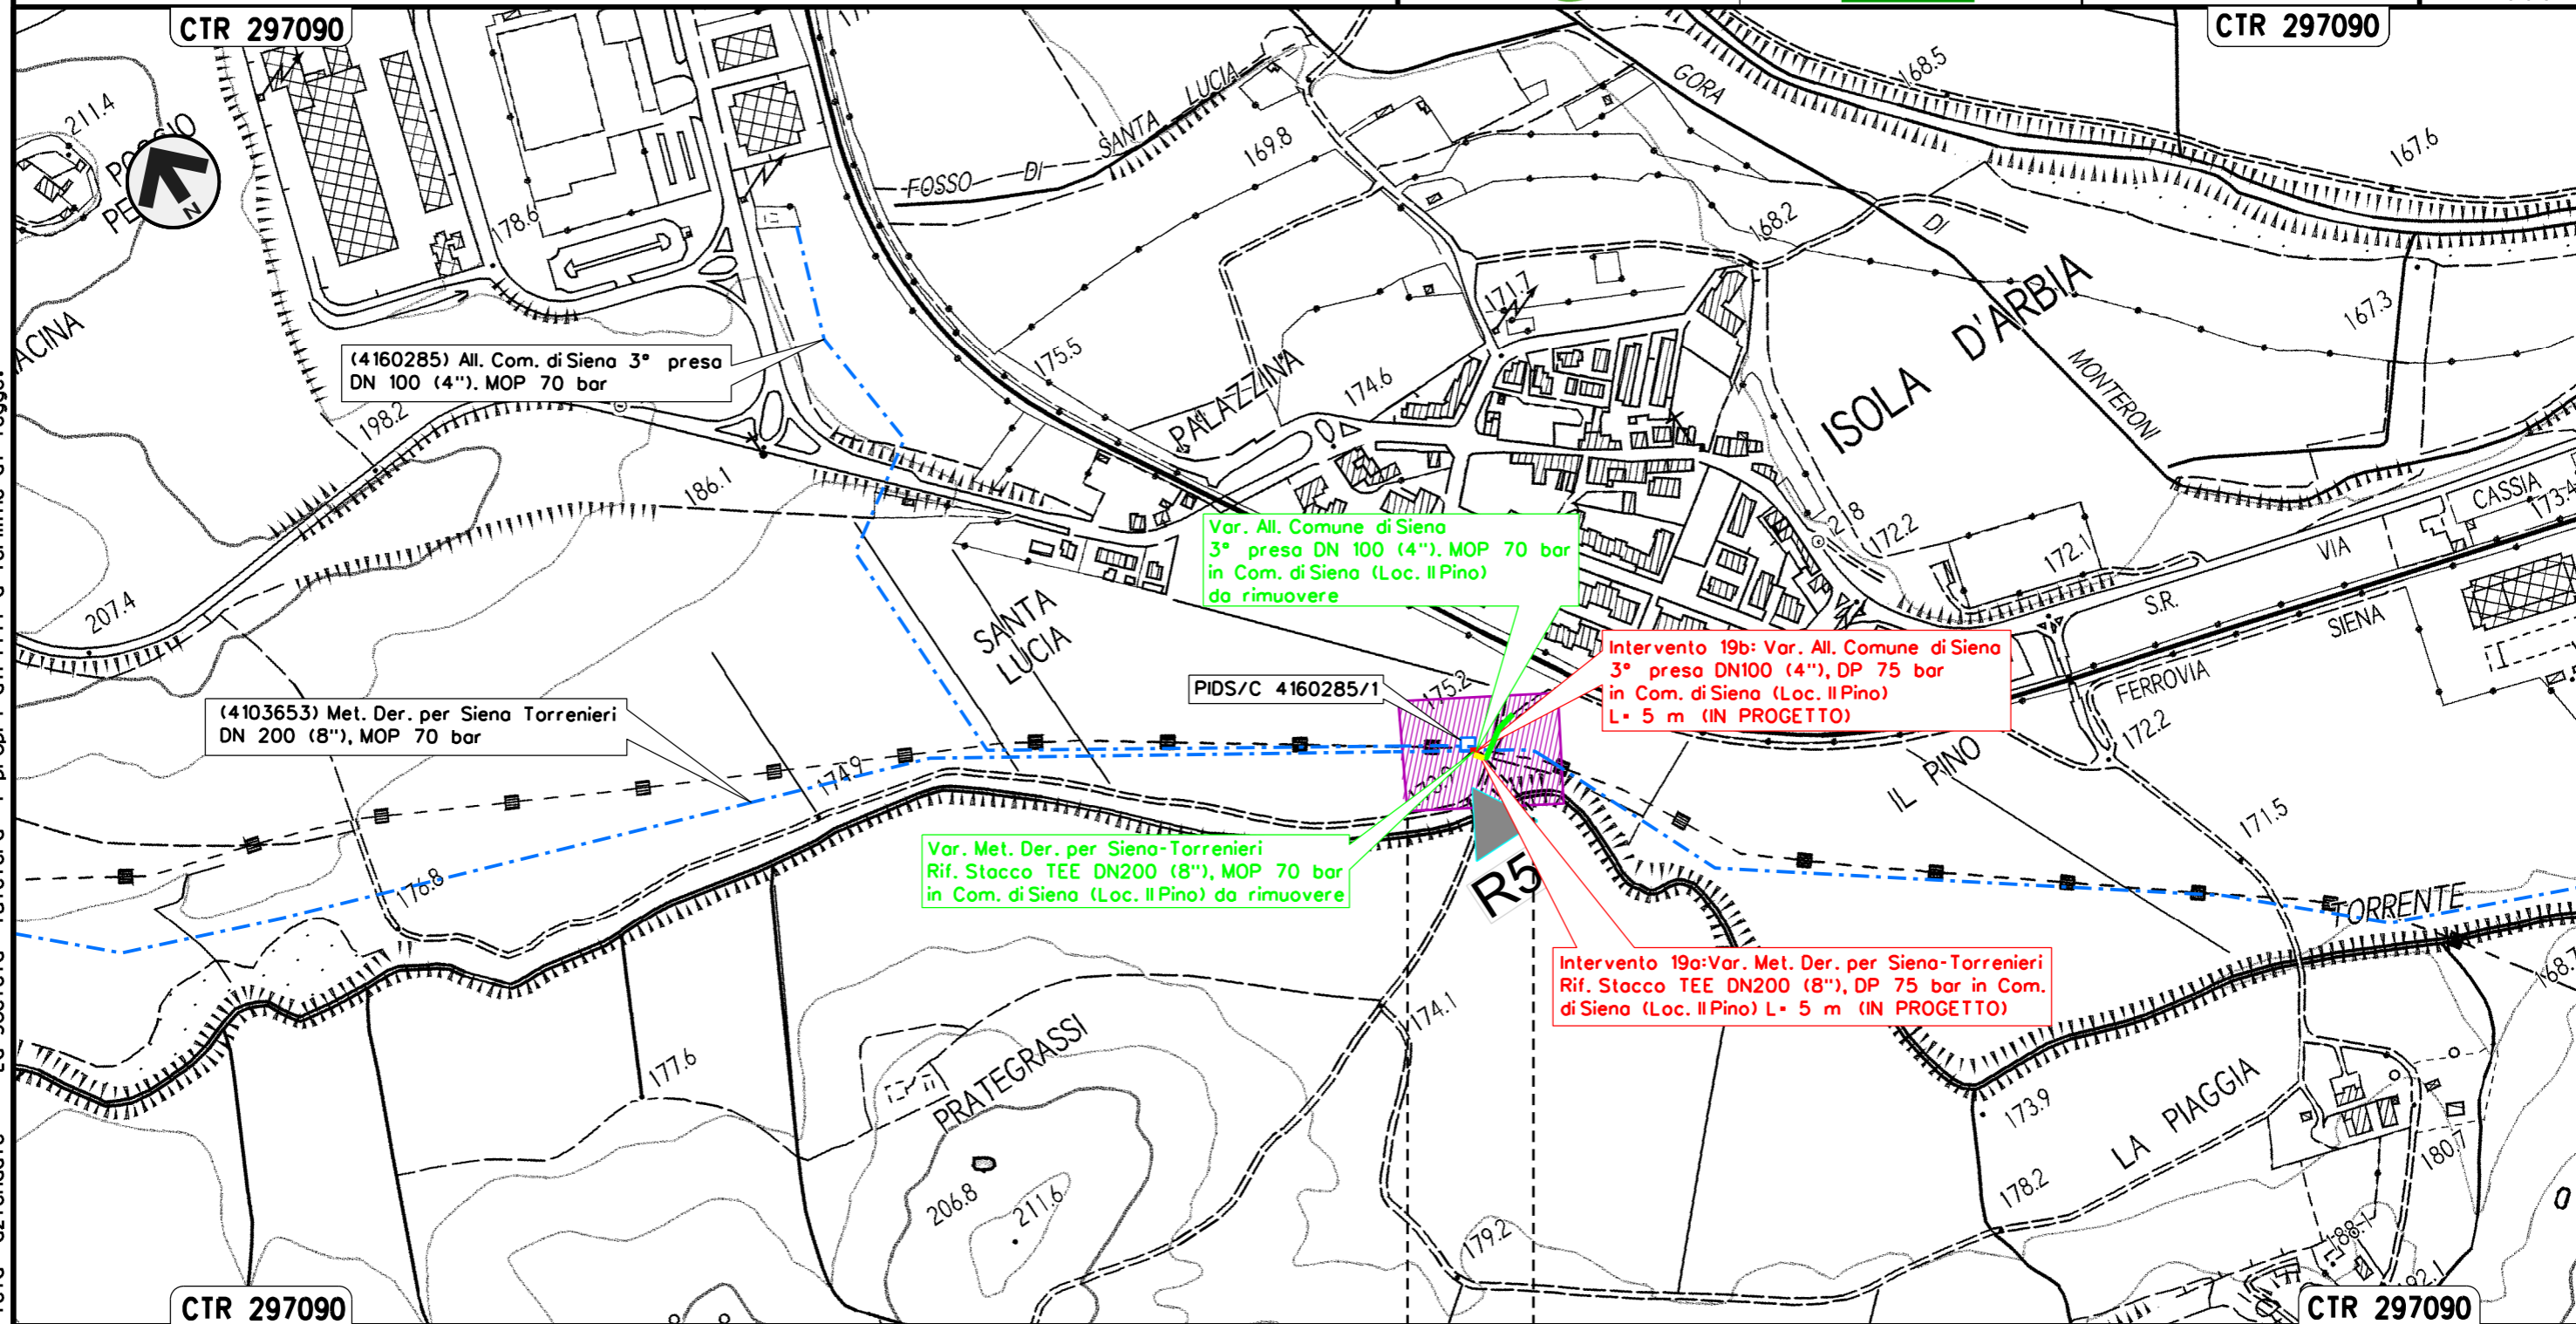 CTR 297090
CTR 297090
211.4
178.6
FOSSO DI SANTA LUCIA
169.8
GORA
DI
MONTERONI
168.5
167.6
168.2
167.3
171.7
ISOLA D'ARBIA
ACINA
(4160285) All. Com. di Siena 3° presa
DN 100 (4"). MOP 70 bar
175.5
PALAZZINA
174.6
198.2
186.1
207.4
SANTA
LUCIA
Var. All. Comune di Siena
3° presa DN 100 (4"). MOP 70 bar
in Com. di Siena (Loc. Il Pino)
da rimuovere
21.8
172.2
172.1
S.R.
VIA
CASSIA
173.4
FERROVIA
SIENA
172.2
Intervento 19b: Var. All. Comune di Siena
3° presa DN100 (4"), DP 75 bar
in Com. di Siena (Loc. Il Pino)
L= 5 m (IN PROGETTO)
PIDS/C 4160285/1
175.2
(4103653) Met. Der. per Siena Torrenieri
DN 200 (8"), MOP 70 bar
174.9
176.8
IL PINO
171.5
Var. Met. Der. per Siena-Torrenieri
Rif. Stacco TEE DN200 (8"), MOP 70 bar
in Com. di Siena (Loc. Il Pino) da rimuovere
R5
TORRENTE
168.7
Intervento 19a:Var. Met. Der. per Siena-Torrenieri
Rif. Stacco TEE DN200 (8"), DP 75 bar in Com.
di Siena (Loc. Il Pino) L= 5 m (IN PROGETTO)
174.1
177.6
PRATEGRASSI
206.8
211.6
179.2
173.9
178.2
LA PIAGGIA
180.7
188.1
192.1
N
CTR 297090
CTR 297090